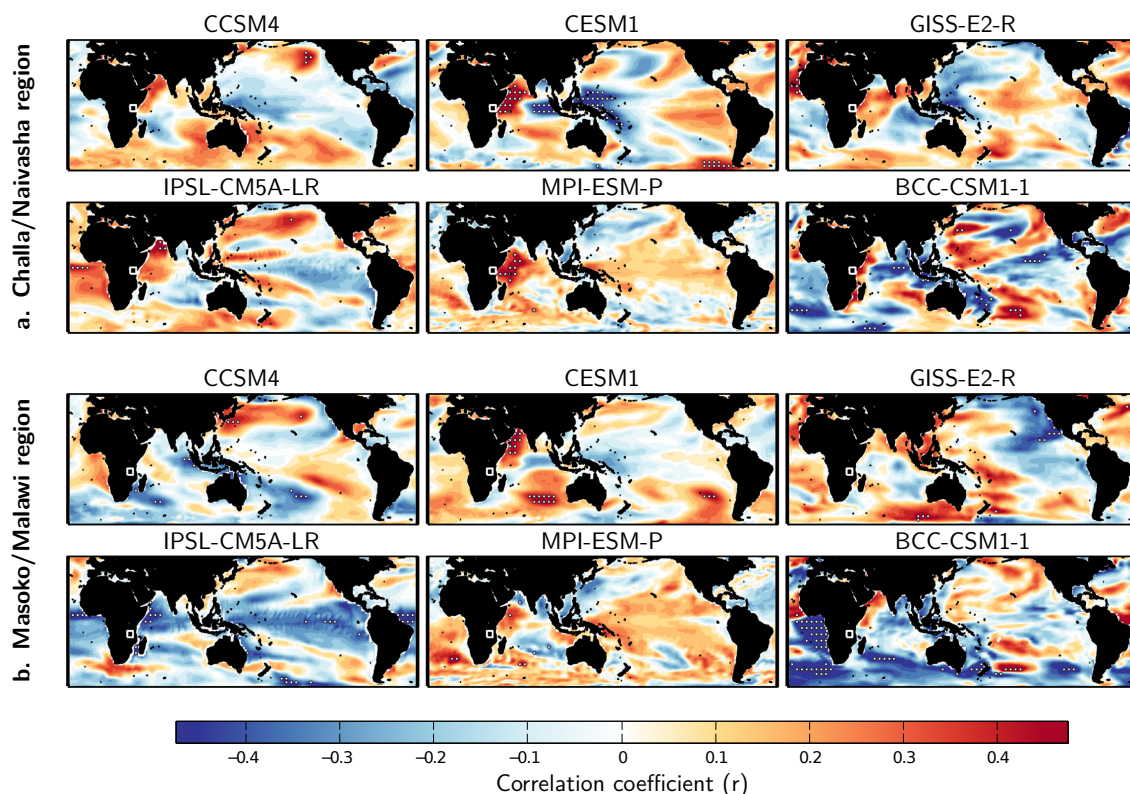 a. Challa/Naivasha region
CCSM4
CESM1
GISS-E2-R
IPSL-CM5A-LR
MPI-ESM-P
BCC-CSM1-1
b. Masoko/Malawi region
CCSM4
CESM1
GISS-E2-R
IPSL-CM5A-LR
MPI-ESM-P
BCC-CSM1-1
−0.4 −0.3 −0.2 −0.1 0 0.1 0.2 0.3 0.4
Correlation coefficient (r)